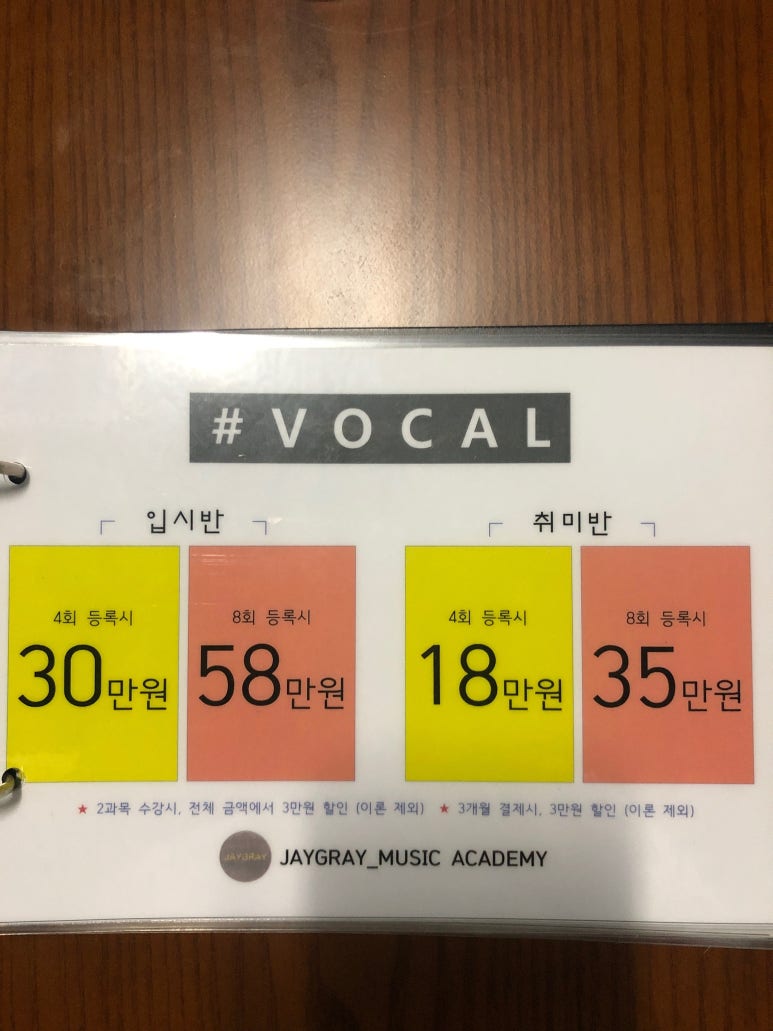 #VOCAL
입시반
4회 등록시
30만원
8회 등록시
58만원
취미반
4회 등록시
18만원
8회 등록시
35만원
★ 2과목 수강시, 전체 금액에서 3만원 할인 (이론 제외) ★ 3개월 결제시, 3만원 할인 (이론 제외)
JAYGRAY JAYGRAY_MUSIC ACADEMY